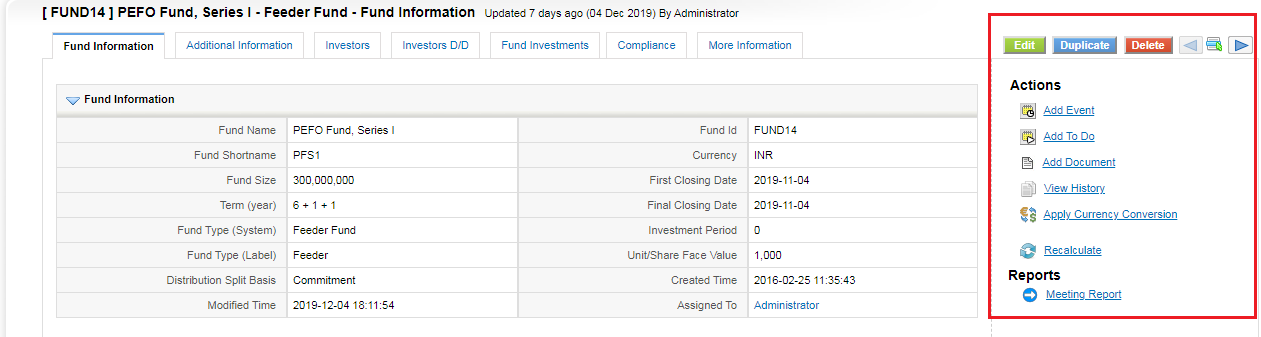 [ FUND14 ] PEFO Fund, Series I - Feeder Fund - Fund Information Updated 7 days ago (04 Dec 2019) By Administrator
Fund Information Additional Information Investors Investors D/D Fund Investments Compliance More Information
Fund Information
Fund Name PEFO Fund, Series I Fund Id FUND14
Fund Shortname PFS1 Currency INR
Fund Size 300,000,000 First Closing Date 2019-11-04
Term (year) 6 + 1 + 1 Final Closing Date 2019-11-04
Fund Type (System) Feeder Fund Investment Period 0
Fund Type (Label) Feeder Unit/Share Face Value 1,000
Distribution Split Basis Commitment Created Time 2016-02-25 11:35:43
Modified Time 2019-12-04 18:11:54 Assigned To Administrator
Edit Duplicate Delete
Actions
Add Event
Add To Do
Add Document
View History
Apply Currency Conversion
Recalculate
Reports
Meeting Report